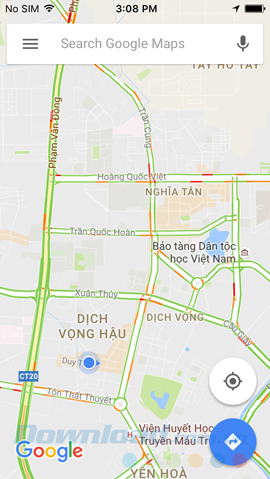 No SIM 3:08 PM
Search Google Maps
TÂY HỒ TÂY
Phạm Văn Đồng
Trần Cung
Hoàng Quốc Việt
NGHĨA TÂN
Trần Quốc Hoàn
Bảo tàng Dân tộc
học Việt Nam
Xuân Thủy
DỊCH
VỌNG HẬU
DỊCH VỌNG
Cầu Giấy
Duy T
CT20
Tôn Thất Thuyết
Viện Huyết Học
Truyền Máu Tru
H
Google
YÊN HOÀ